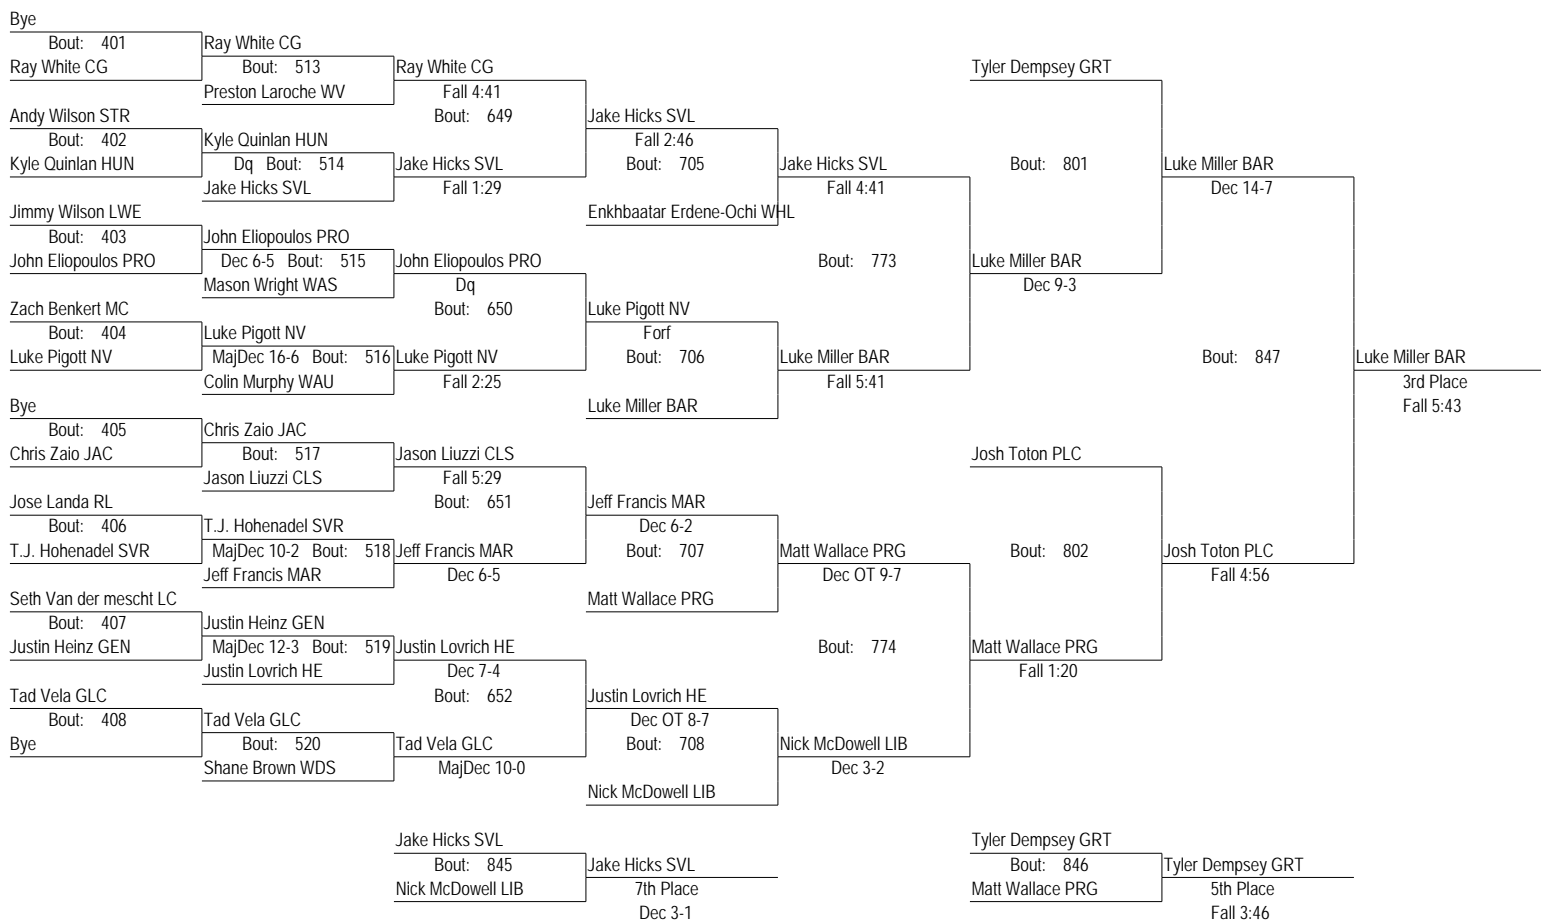 Bye
Bout: 401 Ray White CG
Ray White CG Bout: 513 Ray White CG Tyler Dempsey GRT
Preston Laroche WV Fall 4:41
Andy Wilson STR Bout: 649 Jake Hicks SVL
Bout: 402 Kyle Quinlan HUN Fall 2:46
Kyle Quinlan HUN Dq Bout: 514 Jake Hicks SVL Bout: 705 Jake Hicks SVL Bout: 801 Luke Miller BAR
Jake Hicks SVL Fall 1:29 Fall 4:41 Dec 14-7
Jimmy Wilson LWE Enkhbaatar Erdene-Ochi WHL
Bout: 403 John Eliopoulos PRO
John Eliopoulos PRO Dec 6-5 Bout: 515 John Eliopoulos PRO Bout: 773 Luke Miller BAR
Mason Wright WAS Dq Dec 9-3
Zach Benkert MC Bout: 650 Luke Pigott NV
Bout: 404 Luke Pigott NV Forf
Luke Pigott NV MajDec 16-6 Bout: 516 Luke Pigott NV Bout: 706 Luke Miller BAR Bout: 847 Luke Miller BAR
Colin Murphy WAU Fall 2:25 Fall 5:41 3rd Place
Bye Luke Miller BAR Fall 5:43
Bout: 405 Chris Zaio JAC
Chris Zaio JAC Bout: 517 Jason Liuzzi CLS Josh Toton PLC
Jason Liuzzi CLS Fall 5:29
Jose Landa RL Bout: 651 Jeff Francis MAR
Bout: 406 T.J. Hohenadel SVR Dec 6-2
T.J. Hohenadel SVR MajDec 10-2 Bout: 518 Jeff Francis MAR Bout: 707 Matt Wallace PRG Bout: 802 Josh Toton PLC
Jeff Francis MAR Dec 6-5 Dec OT 9-7 Fall 4:56
Seth Van der mescht LC Matt Wallace PRG
Bout: 407 Justin Heinz GEN
Justin Heinz GEN MajDec 12-3 Bout: 519 Justin Lovrich HE Bout: 774 Matt Wallace PRG
Justin Lovrich HE Dec 7-4 Fall 1:20
Tad Vela GLC Bout: 652 Justin Lovrich HE
Bout: 408 Tad Vela GLC Dec OT 8-7
Bye Bout: 520 Tad Vela GLC Bout: 708 Nick McDowell LIB
Shane Brown WDS MajDec 10-0 Dec 3-2
Nick McDowell LIB
Jake Hicks SVL Tyler Dempsey GRT
Bout: 845 Jake Hicks SVL Bout: 846 Tyler Dempsey GRT
Nick McDowell LIB 7th Place Matt Wallace PRG 5th Place
Dec 3-1 Fall 3:46